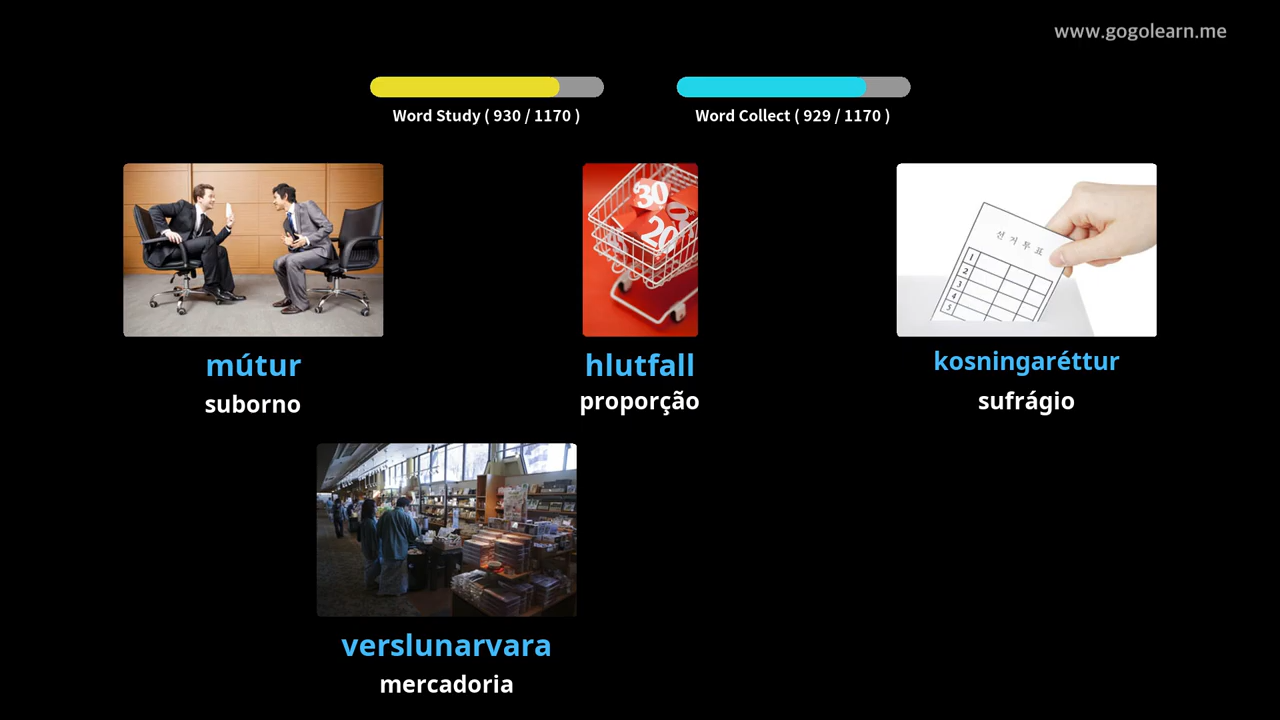 www.gogolearn.me
Word Study ( 930 / 1170 )
Word Collect ( 929 / 1170 )
30
0
20
선거투표
1
2
3
4
5
mútur
suborno
hlutfall
proporção
kosningaréttur
sufrágio
verslunarvara
mercadoria